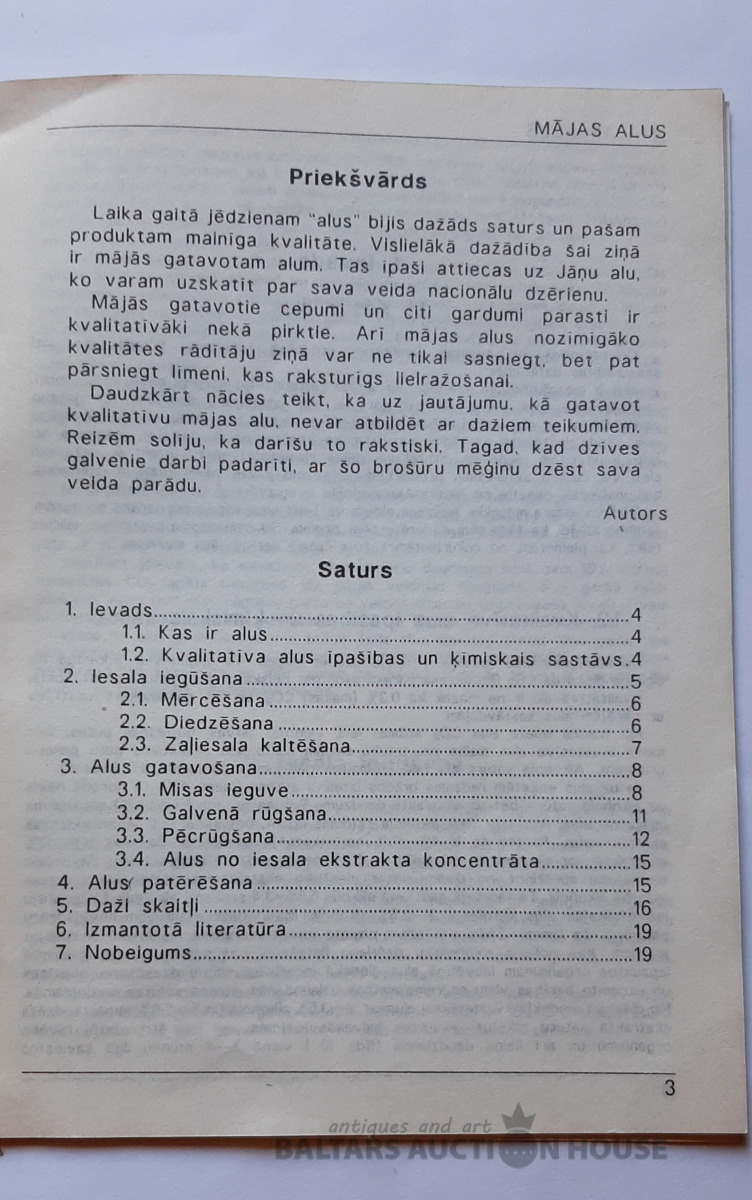 MĀJAS ALUS
Priekšvārds
Laika gaitā jēdzienam "alus" bijis dažāds saturs un pašam
produktam mainīga kvalitāte. Vislielākā dažādība šai ziņā
ir mājās gatavotam alum. Tas īpaši attiecas uz Jāņu alu,
ko varam uzskatīt par sava veida nacionālu dzērienu.
Mājās gatavotie cepumi un citi gardumi parasti ir
kvalitatīvāki nekā pirktie. Arī mājas alus nozīmīgāko
kvalitātes rādītāju ziņā var ne tikai sasniegt, bet pat
pārsniegt līmeni, kas raksturīgs lielražošanai.
Daudzkārt nācies teikt, ka uz jautājumu, kā gatavot
kvalitatīvu mājas alu, nevar atbildēt ar dažiem teikumiem.
Reizēm solīju, ka darīšu to rakstiski. Tagad, kad dzīves
galvenie darbi padarīti, ar šo brošūru mēģinu dzēst sava
veida parādu.
Autors
Saturs
1. Ievads 4
1.1. Kas ir alus 4
1.2. Kvalitatīva alus īpašības un ķīmiskais sastāvs. 4
2. Iesala iegūšana 5
2.1. Mērcēšana 6
2.2. Diedzēšana 6
2.3. Zaļiesala kaltēšana 7
3. Alus gatavošana 8
3.1. Misas ieguve 8
3.2. Galvenā rūgšana 11
3.3. Pēcrūgšana 12
3.4. Alus no iesala ekstrakta koncentrāta 15
4. Alus patērēšana 15
5. Daži skaitļi 16
6. Izmantotā literatūra 19
7. Nobeigums 19
3
antiques and art
BALTARS AUCTION HOUSE